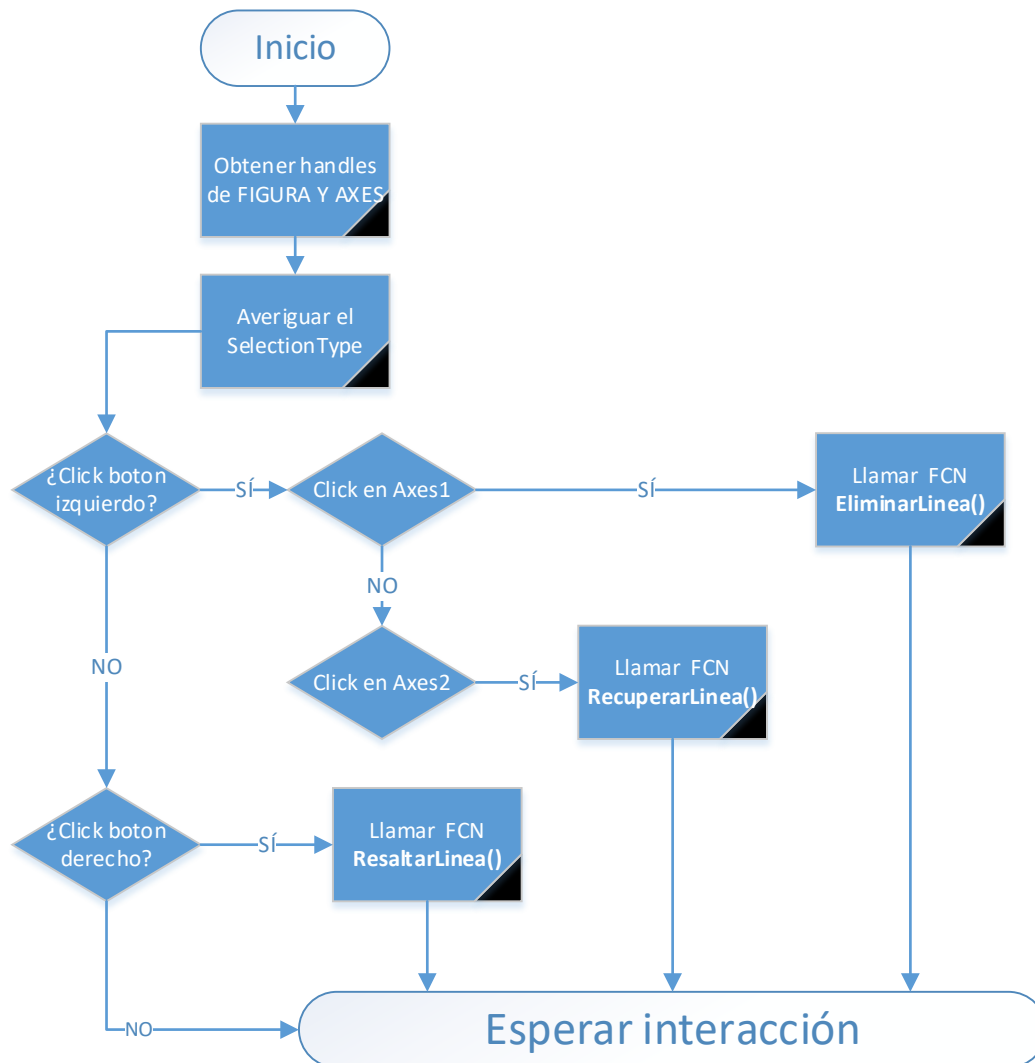 Inicio
Obtener handles
de FIGURA Y AXES
Averiguar el
SelectionType
¿Click boton
izquierdo?
SÍ
Click en Axes1
SÍ
Llamar FCN
EliminarLinea()
NO
NO
Click en Axes2
SÍ
Llamar FCN
RecuperarLinea()
¿Click boton
derecho?
SÍ
Llamar FCN
ResaltarLinea()
NO
Esperar interacción